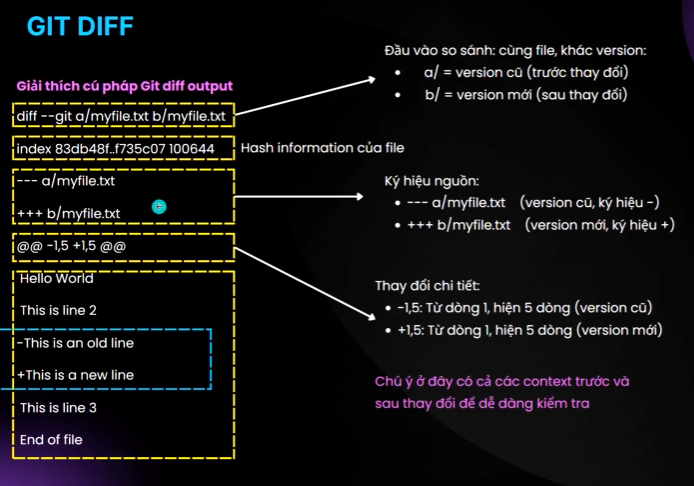 GIT DIFF
Giải thích cú pháp Git diff output
diff --git a/myfile.txt b/myfile.txt
index 83db48f..f735c07 100644
Hash information của file
--- a/myfile.txt
+++ b/myfile.txt
@@ -1,5 +1,5 @@
Hello World
This is line 2
-This is an old line
+This is a new line
This is line 3
End of file
Đầu vào so sánh: cùng file, khác version:
• a/ = version cũ (trước thay đổi)
• b/ = version mới (sau thay đổi)
Ký hiệu nguồn:
• --- a/myfile.txt (version cũ, ký hiệu -)
• +++ b/myfile.txt (version mới, ký hiệu +)
Thay đổi chi tiết:
• -1,5: Từ dòng 1, hiện 5 dòng (version cũ)
• +1,5: Từ dòng 1, hiện 5 dòng (version mới)
Chú ý ở đây có cả các context trước và
sau thay đổi để dễ dàng kiểm tra